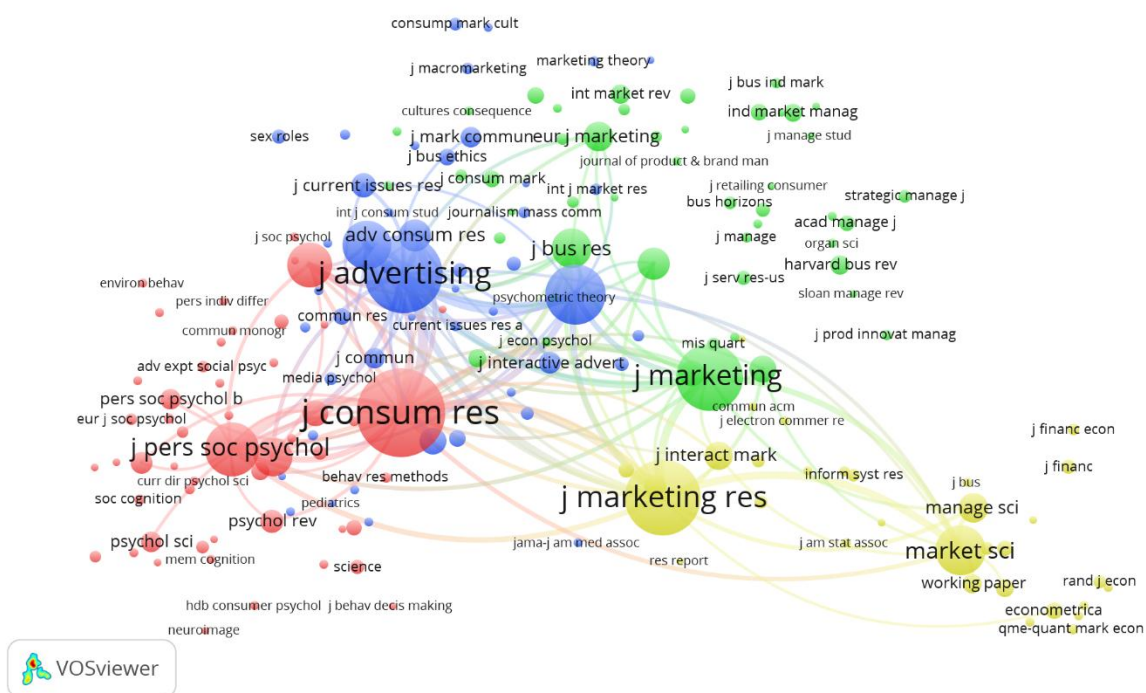 consump mark cult
j macromarketing
marketing theory
j bus ind mark
int market rev
cultures consequence
ind market manag
sex roles
j mark commun
eur j marketing
j manage stud
j bus ethics
journal of product & brand man
j consum mark
j current issues res
int j market res
j retailing consumer
strategic manage j
bus horizons
int j consum stud
journalism mass comm
acad manage j
j soc psychol
adv consum res
j manage
organ sci
j bus res
harvard bus rev
j advertising
j serv res-us
environ behav
psychometric theory
sloan manage rev
pers indiv differ
commun res
current issues res a
commun monogr
j prod innovat manag
j econ psychol
mis quart
j commun
j interactive advert
adv expt social psyc
media psychol
j marketing
pers soc psychol b
commun acm
j consum res
eur j soc psychol
j electron commer re
j financ econ
j pers soc psychol
j interact mark
j financ
curr dir psychol sci
behav res methods
inform syst res
j bus
soc cognition
pediatrics
j marketing res
manage sci
psychol rev
psychol sci
jama-j am med assoc
j am stat assoc
market sci
mem cognition
science
res report
working paper
rand j econ
hdb consumer psychol
j behav decis making
econometrica
neuroimage
qme-quant mark econ
VOSviewer